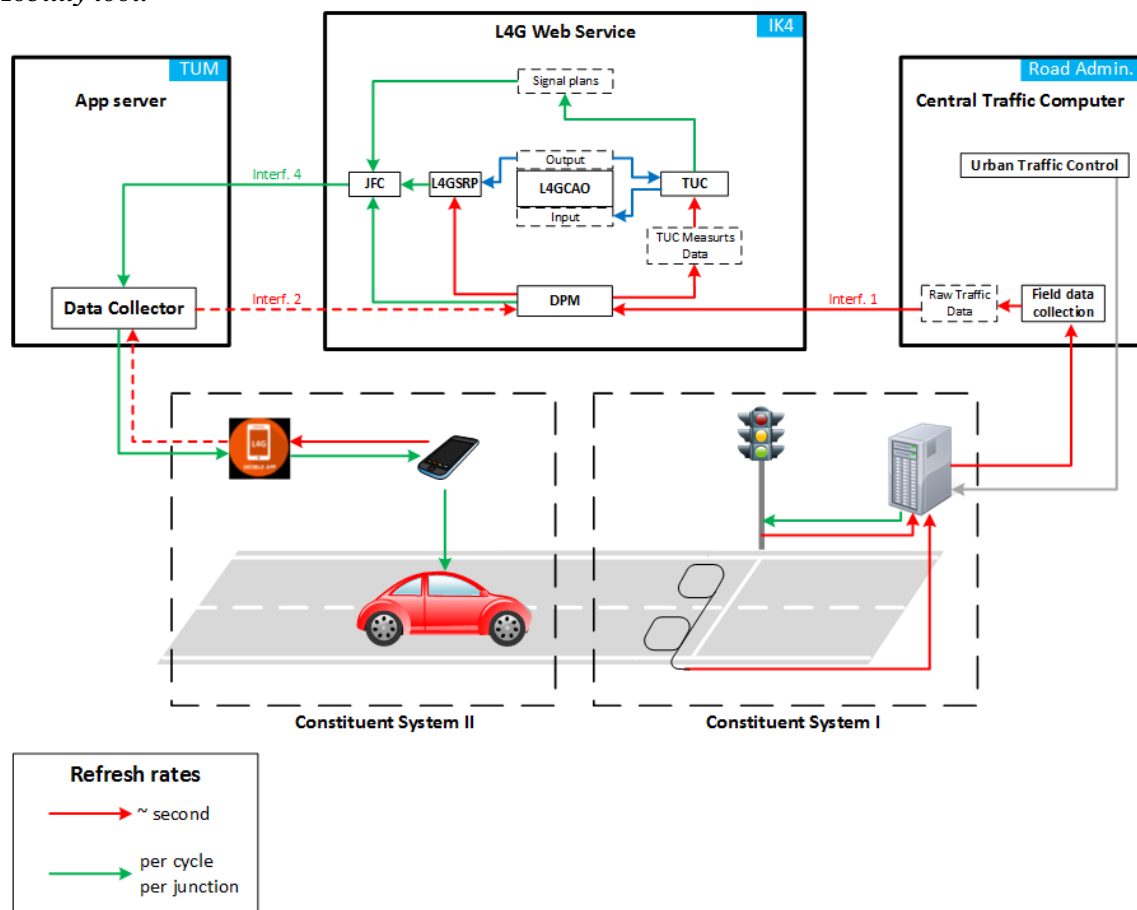 L4G Web Service
IK4
TUM
App server
Road Admin.
Central Traffic Computer
Signal plans
Urban Traffic Control
Output
Interf. 4
JFC
L4GSRP
L4GCAO
TUC
Input
TUC Measurts
Data
Data Collector
Interf. 2
DPM
Interf. 1
Raw Traffic
Data
Field data
collection
L4G
MOBILE APP
Constituent System II
Constituent System I
Refresh rates
~ second
per cycle
per junction